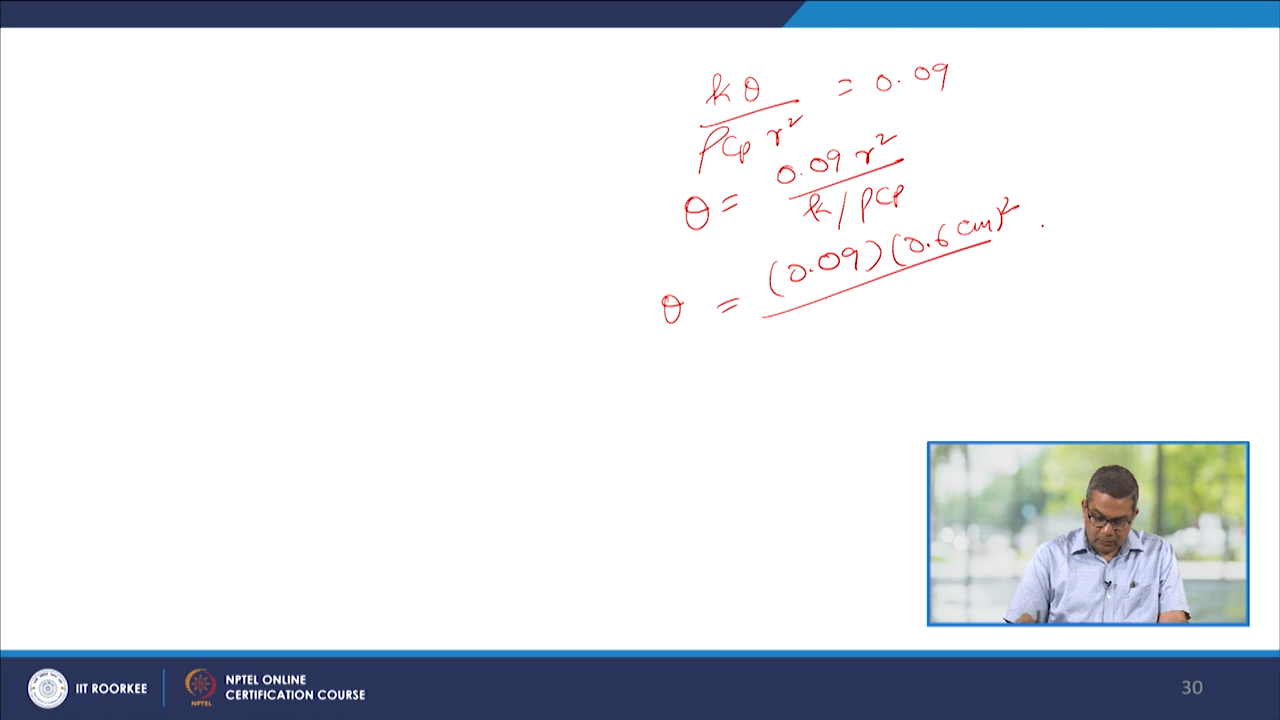 kθ / ρCp r² = 0.09
θ = 0.09 r² / k/ρCp
θ = (0.09)(0.6 cm)²
IIT ROORKEE
NPTEL ONLINE
CERTIFICATION COURSE
30